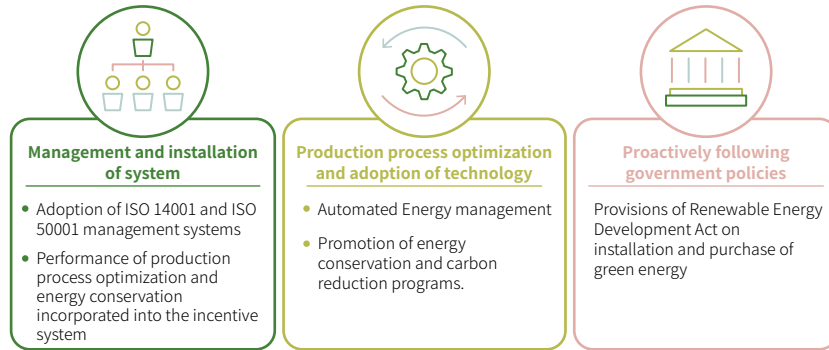 Management and installation
of system
• Adoption of ISO 14001 and ISO
50001 management systems
• Performance of production
process optimization and
energy conservation
incorporated into the incentive
system
Production process optimization
and adoption of technology
• Automated Energy management
• Promotion of energy
conservation and carbon
reduction programs.
Proactively following
government policies
Provisions of Renewable Energy
Development Act on
installation and purchase of
green energy